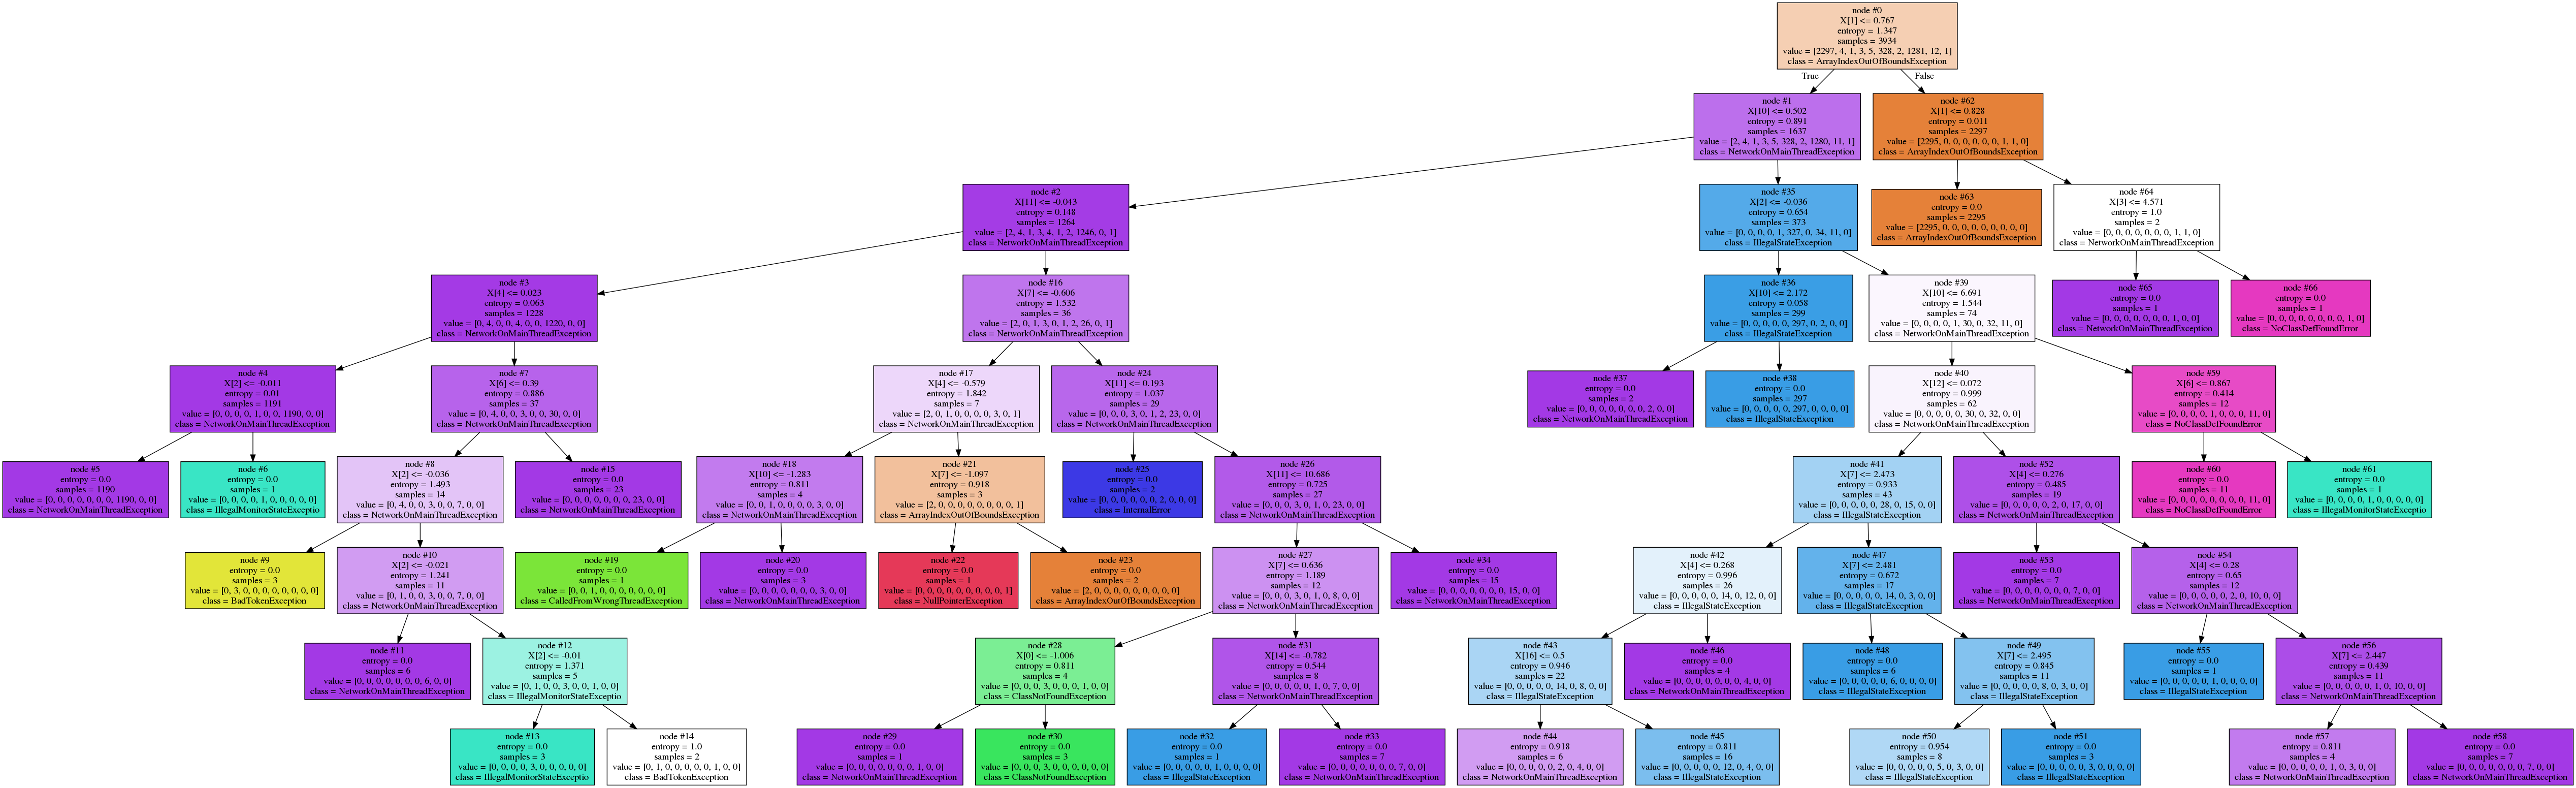 node #0
X[1] <= 0.767
entropy = 1.347
samples = 3934
value = [2297, 4, 1, 3, 5, 328, 2, 1281, 12, 1]
class = ArrayIndexOutOfBoundsException
True
False
node #1
X[10] <= 0.502
entropy = 0.891
samples = 1637
value = [2, 4, 1, 3, 5, 328, 2, 1280, 11, 1]
class = NetworkOnMainThreadException
node #62
X[1] <= 0.828
entropy = 0.011
samples = 2297
value = [2295, 0, 0, 0, 0, 0, 0, 1, 1, 0]
class = ArrayIndexOutOfBoundsException
node #2
X[11] <= -0.043
entropy = 0.148
samples = 1264
value = [2, 4, 1, 3, 4, 1, 2, 1246, 0, 1]
class = NetworkOnMainThreadException
node #35
X[2] <= -0.036
entropy = 0.654
samples = 373
value = [0, 0, 0, 0, 1, 327, 0, 34, 11, 0]
class = IllegalStateException
node #63
entropy = 0.0
samples = 2295
value = [2295, 0, 0, 0, 0, 0, 0, 0, 0, 0]
class = ArrayIndexOutOfBoundsException
node #64
X[3] <= 4.571
entropy = 1.0
samples = 2
value = [0, 0, 0, 0, 0, 0, 0, 1, 1, 0]
class = NetworkOnMainThreadException
node #3
X[4] <= 0.023
entropy = 0.063
samples = 1228
value = [0, 4, 0, 0, 4, 0, 0, 1220, 0, 0]
class = NetworkOnMainThreadException
node #16
X[7] <= -0.606
entropy = 1.532
samples = 36
value = [2, 0, 1, 3, 0, 1, 2, 26, 0, 1]
class = NetworkOnMainThreadException
node #36
X[10] <= 2.172
entropy = 0.058
samples = 299
value = [0, 0, 0, 0, 0, 297, 0, 2, 0, 0]
class = IllegalStateException
node #39
X[10] <= 6.691
entropy = 1.544
samples = 74
value = [0, 0, 0, 0, 1, 30, 0, 32, 11, 0]
class = NetworkOnMainThreadException
node #65
entropy = 0.0
samples = 1
value = [0, 0, 0, 0, 0, 0, 0, 1, 0, 0]
class = NetworkOnMainThreadException
node #66
entropy = 0.0
samples = 1
value = [0, 0, 0, 0, 0, 0, 0, 0, 1, 0]
class = NoClassDefFoundError
node #4
X[2] <= -0.011
entropy = 0.01
samples = 1191
value = [0, 0, 0, 0, 1, 0, 0, 1190, 0, 0]
class = NetworkOnMainThreadException
node #7
X[6] <= 0.39
entropy = 0.886
samples = 37
value = [0, 4, 0, 0, 3, 0, 0, 30, 0, 0]
class = NetworkOnMainThreadException
node #17
X[4] <= -0.579
entropy = 1.842
samples = 7
value = [2, 0, 1, 0, 0, 0, 0, 3, 0, 1]
class = NetworkOnMainThreadException
node #24
X[11] <= 0.193
entropy = 1.037
samples = 29
value = [0, 0, 0, 3, 0, 1, 2, 23, 0, 0]
class = NetworkOnMainThreadException
node #37
entropy = 0.0
samples = 2
value = [0, 0, 0, 0, 0, 0, 0, 2, 0, 0]
class = NetworkOnMainThreadException
node #38
entropy = 0.0
samples = 297
value = [0, 0, 0, 0, 0, 297, 0, 0, 0, 0]
class = IllegalStateException
node #40
X[12] <= 0.072
entropy = 0.999
samples = 62
value = [0, 0, 0, 0, 0, 30, 0, 32, 0, 0]
class = NetworkOnMainThreadException
node #59
X[6] <= 0.867
entropy = 0.414
samples = 12
value = [0, 0, 0, 0, 1, 0, 0, 0, 11, 0]
class = NoClassDefFoundError
node #5
entropy = 0.0
samples = 1190
value = [0, 0, 0, 0, 0, 0, 0, 1190, 0, 0]
class = NetworkOnMainThreadException
node #6
entropy = 0.0
samples = 1
value = [0, 0, 0, 0, 1, 0, 0, 0, 0, 0]
class = IllegalMonitorStateExceptio
node #8
X[2] <= -0.036
entropy = 1.493
samples = 14
value = [0, 4, 0, 0, 3, 0, 0, 7, 0, 0]
class = NetworkOnMainThreadException
node #15
entropy = 0.0
samples = 23
value = [0, 0, 0, 0, 0, 0, 0, 23, 0, 0]
class = NetworkOnMainThreadException
node #18
X[10] <= -1.283
entropy = 0.811
samples = 4
value = [0, 0, 1, 0, 0, 0, 0, 3, 0, 0]
class = NetworkOnMainThreadException
node #21
X[7] <= -1.097
entropy = 0.918
samples = 3
value = [2, 0, 0, 0, 0, 0, 0, 0, 0, 1]
class = ArrayIndexOutOfBoundsException
node #25
entropy = 0.0
samples = 2
value = [0, 0, 0, 0, 0, 0, 2, 0, 0, 0]
class = InternalError
node #26
X[11] <= 10.686
entropy = 0.725
samples = 27
value = [0, 0, 0, 3, 0, 1, 0, 23, 0, 0]
class = NetworkOnMainThreadException
node #41
X[7] <= 2.473
entropy = 0.933
samples = 43
value = [0, 0, 0, 0, 0, 28, 0, 15, 0, 0]
class = IllegalStateException
node #52
X[4] <= 0.276
entropy = 0.485
samples = 19
value = [0, 0, 0, 0, 0, 2, 0, 17, 0, 0]
class = NetworkOnMainThreadException
node #60
entropy = 0.0
samples = 11
value = [0, 0, 0, 0, 0, 0, 0, 0, 11, 0]
class = NoClassDefFoundError
node #61
entropy = 0.0
samples = 1
value = [0, 0, 0, 0, 1, 0, 0, 0, 0, 0]
class = IllegalMonitorStateExceptio
node #9
entropy = 0.0
samples = 3
value = [0, 3, 0, 0, 0, 0, 0, 0, 0, 0]
class = BadTokenException
node #10
X[2] <= -0.021
entropy = 1.241
samples = 11
value = [0, 1, 0, 0, 3, 0, 0, 7, 0, 0]
class = NetworkOnMainThreadException
node #19
entropy = 0.0
samples = 1
value = [0, 0, 1, 0, 0, 0, 0, 0, 0, 0]
class = CalledFromWrongThreadException
node #20
entropy = 0.0
samples = 3
value = [0, 0, 0, 0, 0, 0, 0, 3, 0, 0]
class = NetworkOnMainThreadException
node #22
entropy = 0.0
samples = 1
value = [0, 0, 0, 0, 0, 0, 0, 0, 0, 1]
class = NullPointerException
node #23
entropy = 0.0
samples = 2
value = [2, 0, 0, 0, 0, 0, 0, 0, 0, 0]
class = ArrayIndexOutOfBoundsException
node #27
X[7] <= 0.636
entropy = 1.189
samples = 12
value = [0, 0, 0, 3, 0, 1, 0, 8, 0, 0]
class = NetworkOnMainThreadException
node #34
entropy = 0.0
samples = 15
value = [0, 0, 0, 0, 0, 0, 0, 15, 0, 0]
class = NetworkOnMainThreadException
node #42
X[4] <= 0.268
entropy = 0.996
samples = 26
value = [0, 0, 0, 0, 0, 14, 0, 12, 0, 0]
class = IllegalStateException
node #47
X[7] <= 2.481
entropy = 0.672
samples = 17
value = [0, 0, 0, 0, 0, 14, 0, 3, 0, 0]
class = IllegalStateException
node #53
entropy = 0.0
samples = 7
value = [0, 0, 0, 0, 0, 0, 0, 7, 0, 0]
class = NetworkOnMainThreadException
node #54
X[4] <= 0.28
entropy = 0.65
samples = 12
value = [0, 0, 0, 0, 0, 2, 0, 10, 0, 0]
class = NetworkOnMainThreadException
node #11
entropy = 0.0
samples = 6
value = [0, 0, 0, 0, 0, 0, 0, 6, 0, 0]
class = NetworkOnMainThreadException
node #12
X[2] <= -0.01
entropy = 1.371
samples = 5
value = [0, 1, 0, 0, 3, 0, 0, 1, 0, 0]
class = IllegalMonitorStateExceptio
node #28
X[0] <= -1.006
entropy = 0.811
samples = 4
value = [0, 0, 0, 3, 0, 0, 0, 1, 0, 0]
class = ClassNotFoundException
node #31
X[14] <= -0.782
entropy = 0.544
samples = 8
value = [0, 0, 0, 0, 0, 1, 0, 7, 0, 0]
class = NetworkOnMainThreadException
node #43
X[16] <= 0.5
entropy = 0.946
samples = 22
value = [0, 0, 0, 0, 0, 14, 0, 8, 0, 0]
class = IllegalStateException
node #46
entropy = 0.0
samples = 4
value = [0, 0, 0, 0, 0, 0, 0, 4, 0, 0]
class = NetworkOnMainThreadException
node #48
entropy = 0.0
samples = 6
value = [0, 0, 0, 0, 0, 6, 0, 0, 0, 0]
class = IllegalStateException
node #49
X[7] <= 2.495
entropy = 0.845
samples = 11
value = [0, 0, 0, 0, 0, 8, 0, 3, 0, 0]
class = IllegalStateException
node #55
entropy = 0.0
samples = 1
value = [0, 0, 0, 0, 0, 1, 0, 0, 0, 0]
class = IllegalStateException
node #56
X[7] <= 2.447
entropy = 0.439
samples = 11
value = [0, 0, 0, 0, 0, 1, 0, 10, 0, 0]
class = NetworkOnMainThreadException
node #13
entropy = 0.0
samples = 3
value = [0, 0, 0, 0, 3, 0, 0, 0, 0, 0]
class = IllegalMonitorStateExceptio
node #14
entropy = 1.0
samples = 2
value = [0, 1, 0, 0, 0, 0, 0, 1, 0, 0]
class = BadTokenException
node #29
entropy = 0.0
samples = 1
value = [0, 0, 0, 0, 0, 0, 0, 1, 0, 0]
class = NetworkOnMainThreadException
node #30
entropy = 0.0
samples = 3
value = [0, 0, 0, 3, 0, 0, 0, 0, 0, 0]
class = ClassNotFoundException
node #32
entropy = 0.0
samples = 1
value = [0, 0, 0, 0, 0, 1, 0, 0, 0, 0]
class = IllegalStateException
node #33
entropy = 0.0
samples = 7
value = [0, 0, 0, 0, 0, 0, 0, 7, 0, 0]
class = NetworkOnMainThreadException
node #44
entropy = 0.918
samples = 6
value = [0, 0, 0, 0, 0, 2, 0, 4, 0, 0]
class = NetworkOnMainThreadException
node #45
entropy = 0.811
samples = 16
value = [0, 0, 0, 0, 0, 12, 0, 4, 0, 0]
class = IllegalStateException
node #50
entropy = 0.954
samples = 8
value = [0, 0, 0, 0, 0, 5, 0, 3, 0, 0]
class = IllegalStateException
node #51
entropy = 0.0
samples = 3
value = [0, 0, 0, 0, 0, 3, 0, 0, 0, 0]
class = IllegalStateException
node #57
entropy = 0.811
samples = 4
value = [0, 0, 0, 0, 0, 1, 0, 3, 0, 0]
class = NetworkOnMainThreadException
node #58
entropy = 0.0
samples = 7
value = [0, 0, 0, 0, 0, 0, 0, 7, 0, 0]
class = NetworkOnMainThreadException